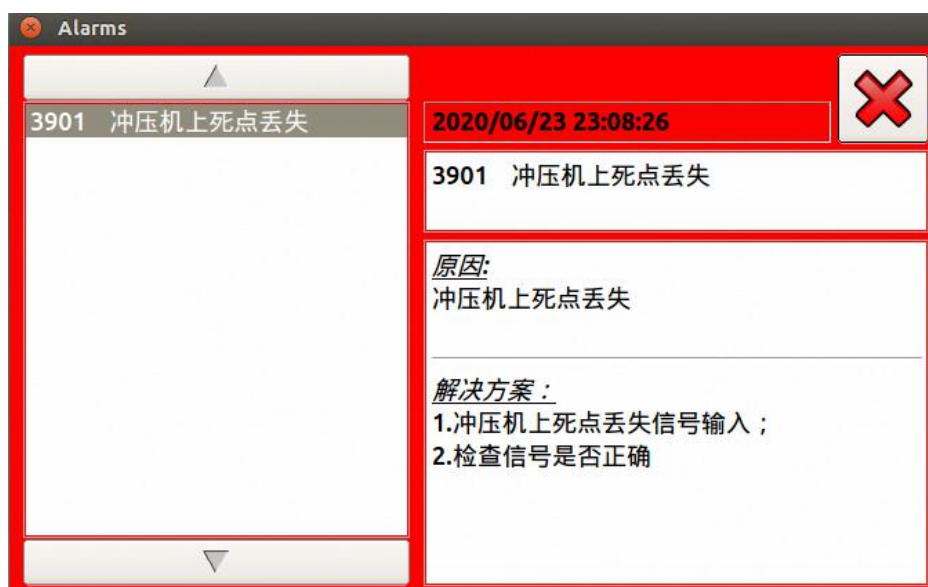 Alarms
3901 冲压机上死点丢失
2020/06/23 23:08:26
3901 冲压机上死点丢失
原因:
冲压机上死点丢失
解决方案：
1.冲压机上死点丢失信号输入；
2.检查信号是否正确